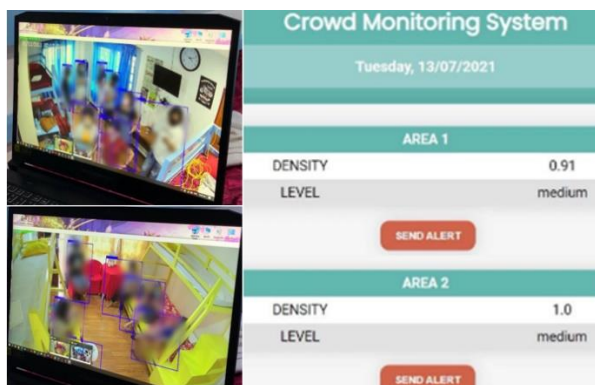 Crowd Monitoring System
Tuesday, 13/07/2021
AREA 1
DENSITY 0.91
LEVEL medium
SEND ALERT
AREA 2
DENSITY 1.0
LEVEL medium
SEND ALERT